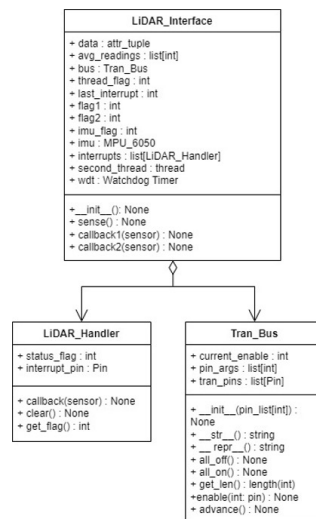 LiDAR_Interface
+ data : attr_tuple
+ avg_readings : list[int]
+ bus : Tran_Bus
+ thread_flag : int
+ last_interrupt : int
+ flag1 : int
+ flag2 : int
+ imu_flag : int
+ imu : MPU_6050
+ interrupts : list[LiDAR_Handler]
+ second_thread : thread
+ wdt : Watchdog Timer
+__init__(): None
+ sense() : None
+ callback1(sensor) : None
+ callback2(sensor) : None
LiDAR_Handler
+ status_flag : int
+ interrupt_pin : Pin
+ callback(sensor) : None
+ clear() : None
+ get_flag() : int
Tran_Bus
+ current_enable : int
+ pin_args : list[int]
+ tran_pins : list[Pin]
+ __init__(pin_list[int]) :
None
+ __str__() : string
+ __ repr__() : string
+ all_off() : None
+ all_on() : None
+ get_len() : length(int)
+enable(int: pin) : None
+ advance() : None